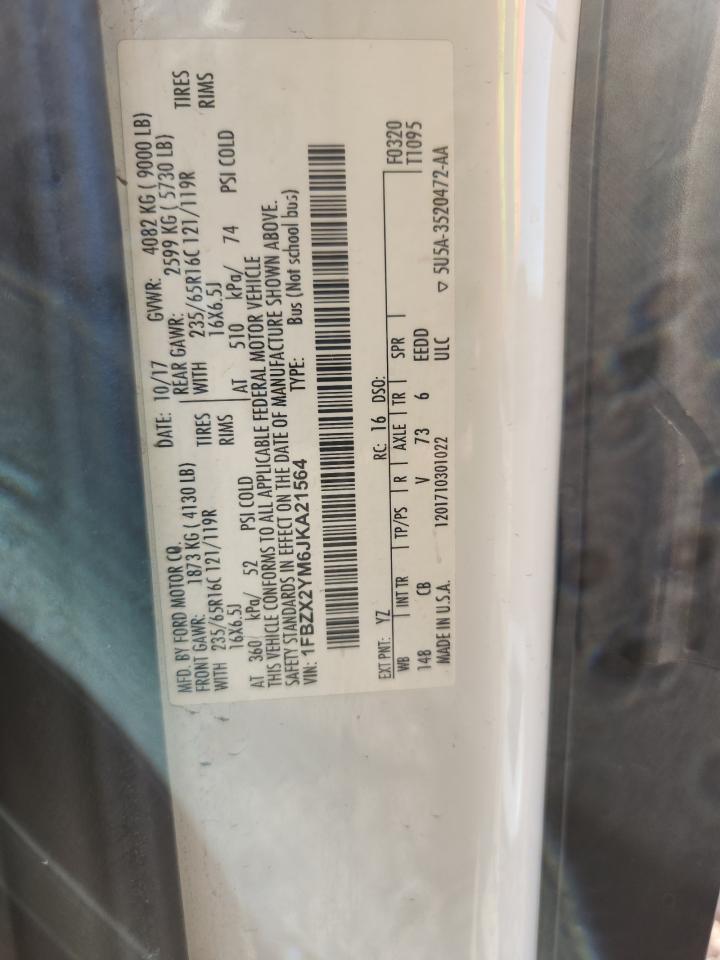 MFD. BY FORD MOTOR CO.
DATE: 10/17 GVWR: 4082 KG ( 9000 LB)
FRONT GAWR: 1873 KG ( 4130 LB) REAR GAWR: 2599 KG ( 5730 LB)
WITH 235/65R16C 121/119R TIRES WITH 235/65R16C 121/119R TIRES
16X6.5J RIMS 16X6.5J RIMS
AT 360 kPa/ 52 PSI COLD AT 510 kPa/ 74 PSI COLD
THIS VEHICLE CONFORMS TO ALL APPLICABLE FEDERAL MOTOR VEHICLE
SAFETY STANDARDS IN EFFECT ON THE DATE OF MANUFACTURE SHOWN ABOVE.
VIN: 1FBZX2YM6JKA21564 TYPE: Bus (Not school bus)
EXT PNT: YZ RC: 16 DSO: F0320
WB INT TR TP/PS R AXLE TR SPR T1095
148 CB V 73 6 EEDD
MADE IN U.S.A. 1201710301022 ULC ▽ 5U5A-3520472-AA